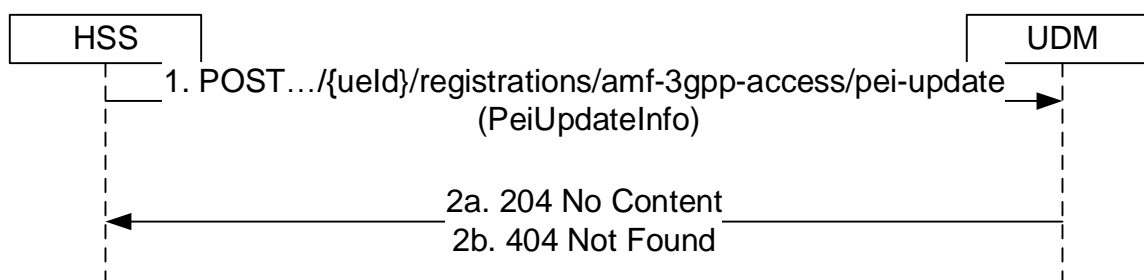 HSS
UDM
1. POST…/{ueId}/registrations/amf-3gpp-access/pei-update
(PeiUpdateInfo)
2a. 204 No Content
2b. 404 Not Found